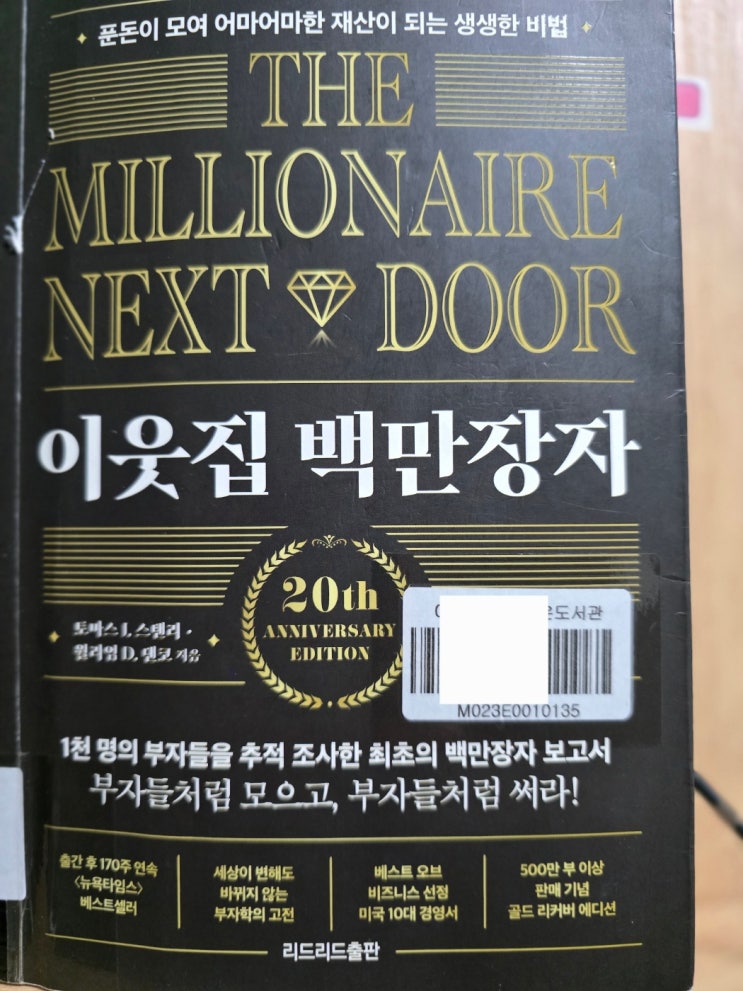 푼돈이 모여 어마어마한 재산이 되는 생생한 비법
THE
MILLIONAIRE
NEXT DOOR
이웃집 백만장자
20th
ANNIVERSARY
EDITION
토마스 J. 스탠리 ·
윌리엄 D. 댄코 지음
은도서관
M023E0010135
1천 명의 부자들을 추적 조사한 최초의 백만장자 보고서
부자들처럼 모으고, 부자들처럼 써라!
출간 후 170주 연속
〈뉴욕타임스〉
베스트셀러
세상이 변해도
바뀌지 않는
부자학의 고전
베스트 오브
비즈니스 선정
미국 10대 경영서
500만 부 이상
판매 기념
골드 리커버 에디션
리드리드출판